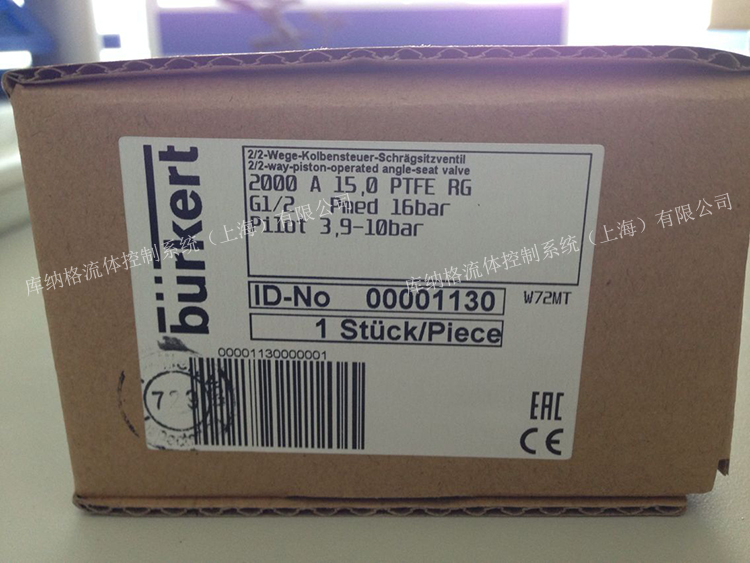 bürkert
2/2-Wege-Kolbensteuer-Schrägsitzventil
2/2-way-piston-operated angle-seat valve
2000 A 15,0 PTFE RG
G1/2 Pmed 16bar
Pilot 3,9-10bar
ID-No 00001130
W72MT
1 Stück/Piece
00001130000001
EAC
CE
库纳格流体控制系统（上海）有限公司
库纳格流体控制系统（上海）有限公司